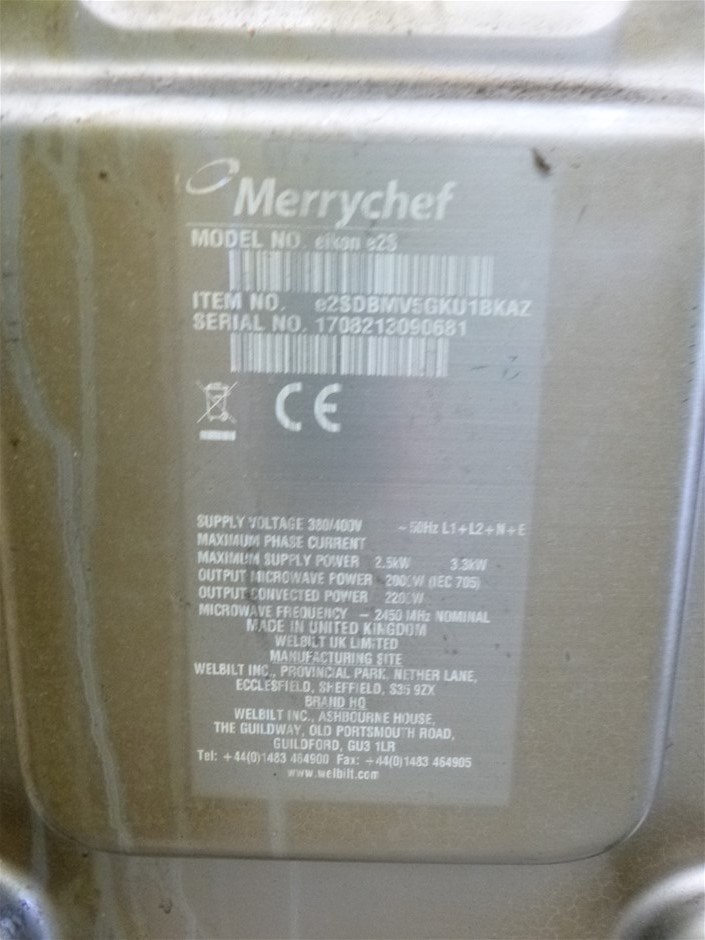 Merrychef
MODEL NO. eikon e2S
ITEM NO. e2SDBMV5GKU1BKAZ
SERIAL NO. 1708213090681
CE
SUPPLY VOLTAGE 380/400V ~ 50Hz L1+L2+N+E
MAXIMUM PHASE CURRENT
MAXIMUM SUPPLY POWER 2.5kW 3.3kW
OUTPUT MICROWAVE POWER 2000W (IEC 705)
OUTPUT CONVECTED POWER 2200W
MICROWAVE FREQUENCY ~ 2450 MHz NOMINAL
MADE IN UNITED KINGDOM
WELBILT UK LIMITED
MANUFACTURING SITE
WELBILT INC., PROVINCIAL PARK, NETHER LANE,
ECCLESFIELD, SHEFFIELD, S35 9ZX
BRAND HQ
WELBILT INC., ASHBOURNE HOUSE,
THE GUILDWAY, OLD PORTSMOUTH ROAD,
GUILDFORD, GU3 1LR
Tel: +44(0)1483 464900 Fax: +44(0)1483 464905
www.welbilt.com